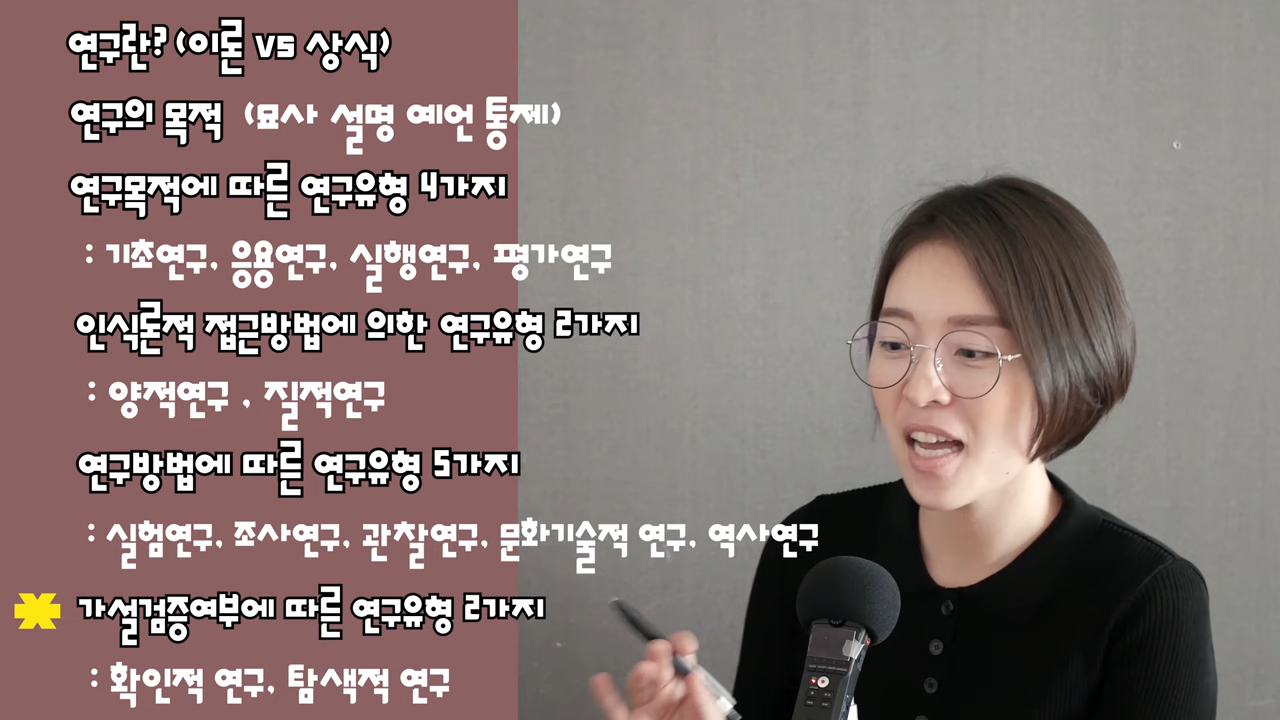 연구란? (이론 vs 상식)
연구의 목적 (묘사 설명 예언 통제)
연구목적에 따른 연구유형 4가지
: 기초연구, 응용연구, 실행연구, 평가연구
인식론적 접근방법에 의한 연구유형 2가지
: 양적연구 , 질적연구
연구방법에 따른 연구유형 5가지
: 실험연구, 조사연구, 관찰연구, 문화기술적 연구, 역사연구
가설검증여부에 따른 연구유형 2가지
: 확인적 연구, 탐색적 연구